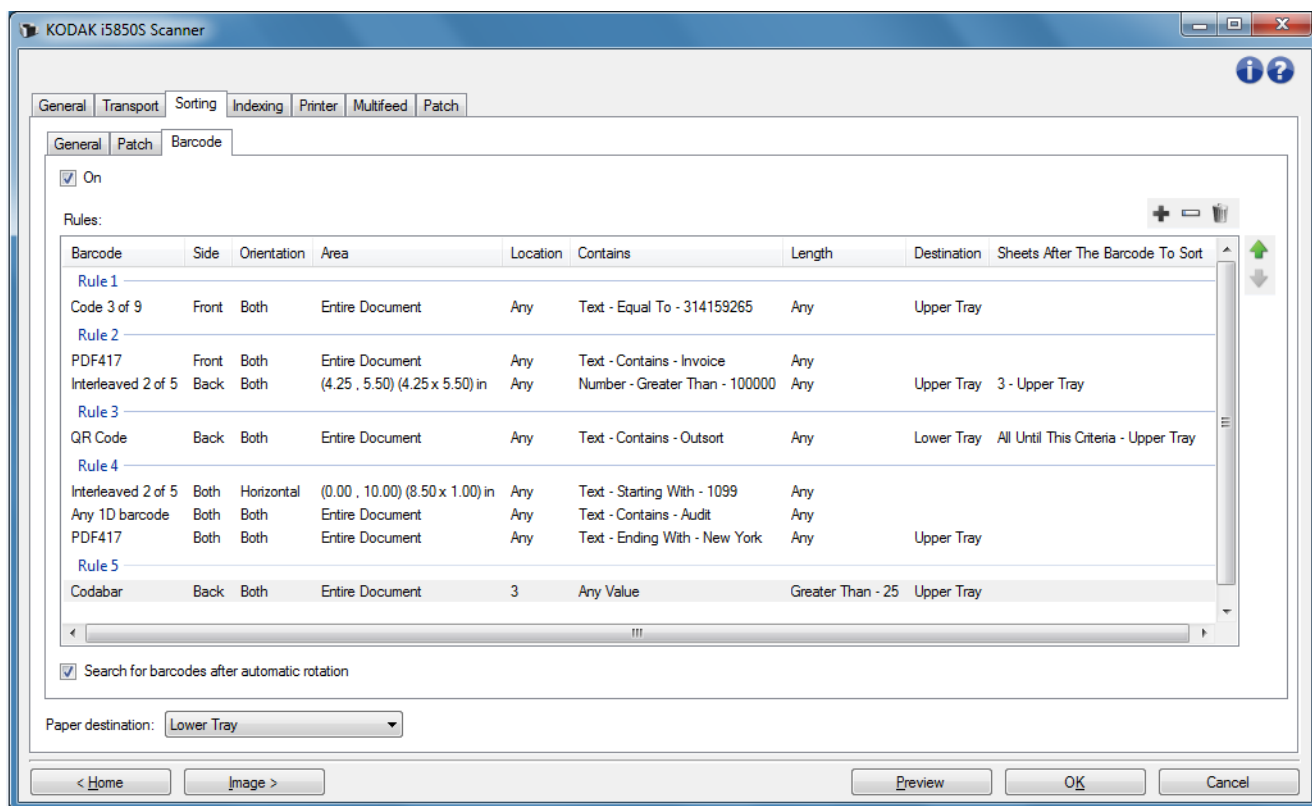 KODAK i5850S Scanner
General Transport Sorting Indexing Printer Multifeed Patch
General Patch Barcode
On
Rules:
Barcode Side Orientation Area Location Contains Length Destination Sheets After The Barcode To Sort
Rule 1
Code 3 of 9 Front Both Entire Document Any Text - Equal To - 314159265 Any Upper Tray
Rule 2
PDF417 Front Both Entire Document Any Text - Contains - Invoice Any
Interleaved 2 of 5 Back Both (4.25 , 5.50) (4.25 x 5.50) in Any Number - Greater Than - 100000 Any Upper Tray 3 - Upper Tray
Rule 3
QR Code Back Both Entire Document Any Text - Contains - Outsort Any Lower Tray All Until This Criteria - Upper Tray
Rule 4
Interleaved 2 of 5 Both Horizontal (0.00 , 10.00) (8.50 x 1.00) in Any Text - Starting With - 1099 Any
Any 1D barcode Both Both Entire Document Any Text - Contains - Audit Any
PDF417 Both Both Entire Document Any Text - Ending With - New York Any Upper Tray
Rule 5
Codabar Back Both Entire Document 3 Any Value Greater Than - 25 Upper Tray
Search for barcodes after automatic rotation
Paper destination: Lower Tray
< Home Image > Preview OK Cancel